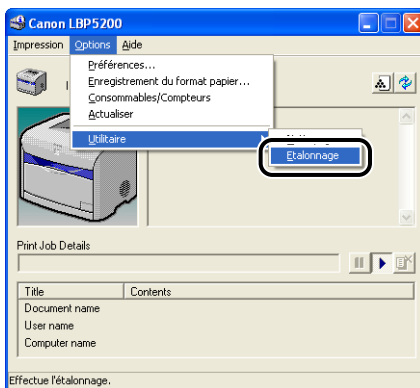 Canon LBP5200
Impression Options Aide
Préférences...
Enregistrement du format papier...
Consommables/Compteurs
Actualiser
Utilitaire
Etalonnage
Print Job Details
Title Contents
Document name
User name
Computer name
Effectue l'étalonnage.